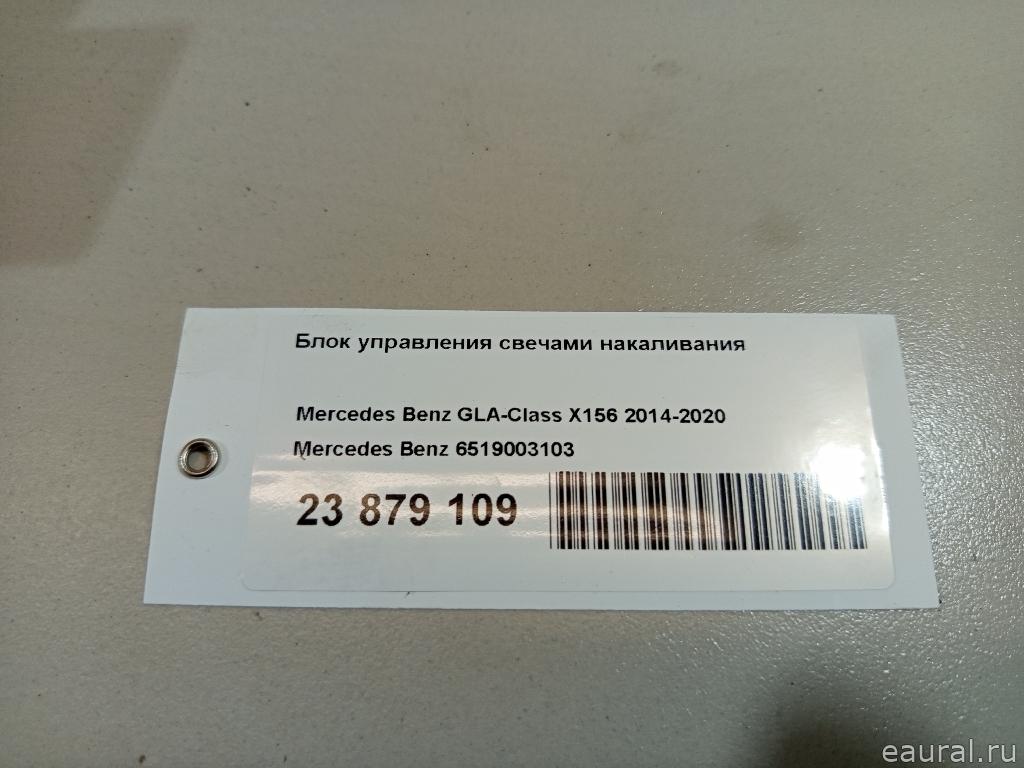 Блок управления свечами накаливания
Mercedes Benz GLA-Class X156 2014-2020
Mercedes Benz 6519003103
23 879 109
eaural.ru